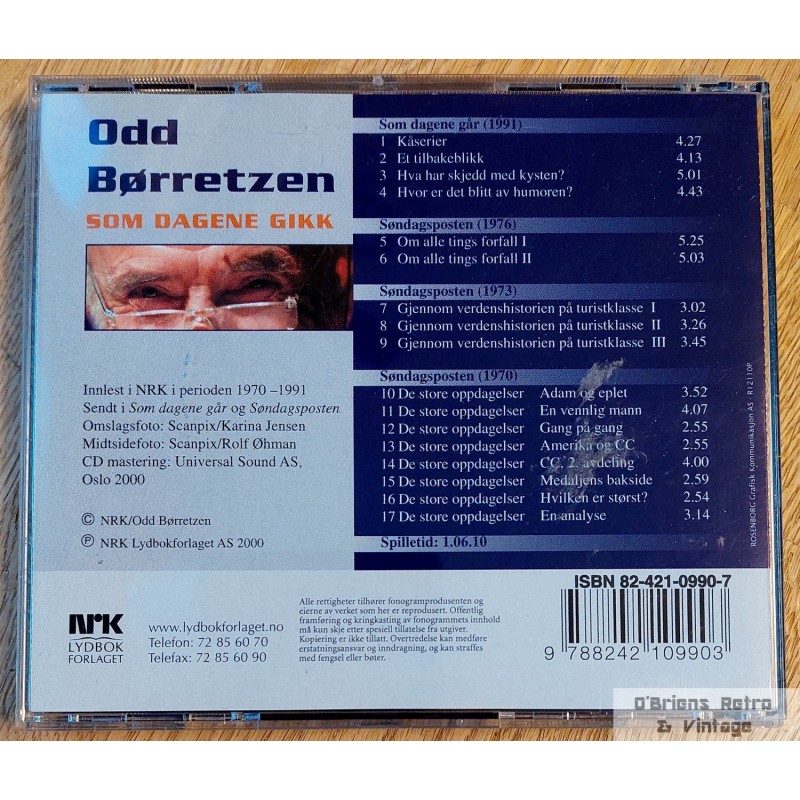 Odd
Børretzen
SOM DAGENE GIKK
Innlest i NRK i perioden 1970 –1991
Sendt i Som dagene går og Søndagsposten
Omslagsfoto: Scanpix/Karina Jensen
Midtsidefoto: Scanpix/Rolf Øhman
CD mastering: Universal Sound AS,
Oslo 2000
© NRK/Odd Børretzen
℗ NRK Lydbokforlaget AS 2000
Som dagene går (1991)
1 Kåserier 4.27
2 Et tilbakeblikk 4.13
3 Hva har skjedd med kysten? 5.01
4 Hvor er det blitt av humoren? 4.43
Søndagsposten (1976)
5 Om alle tings forfall I 5.25
6 Om alle tings forfall II 5.03
Søndagsposten (1973)
7 Gjennom verdenshistorien på turistklasse I 3.02
8 Gjennom verdenshistorien på turistklasse II 3.26
9 Gjennom verdenshistorien på turistklasse III 3.45
Søndagsposten (1970)
10 De store oppdagelser Adam og eplet 3.52
11 De store oppdagelser En vennlig mann 4.07
12 De store oppdagelser Gang på gang 2.55
13 De store oppdagelser Amerika og CC 2.55
14 De store oppdagelser CC, 2. avdeling 4.00
15 De store oppdagelser Medaljens bakside 2.59
16 De store oppdagelser Hvilken er størst? 2.54
17 De store oppdagelser En analyse 3.14
Spilletid: 1.06.10
ROSENBORG Grafisk Kommunikasjon AS R12110P
NRK
LYDBOK
FORLAGET
www.lydbokforlaget.no
Telefon: 72 85 60 70
Telefax: 72 85 60 90
Alle rettigheter tilhører fonogramprodusenten og
eierne av verket som her er reprodusert. Offentlig
framføring og kringkasting av fonogrammets innhold
må kun skje etter spesiell tillatelse fra utgiver.
Kopiering er ikke tillatt. Overtredelse kan medføre
erstatningsansvar og inndragning, og kan straffes
med fengsel eller bøter.
ISBN 82-421-0990-7
9 788242 109903
O'Briens Retro
& Vintage